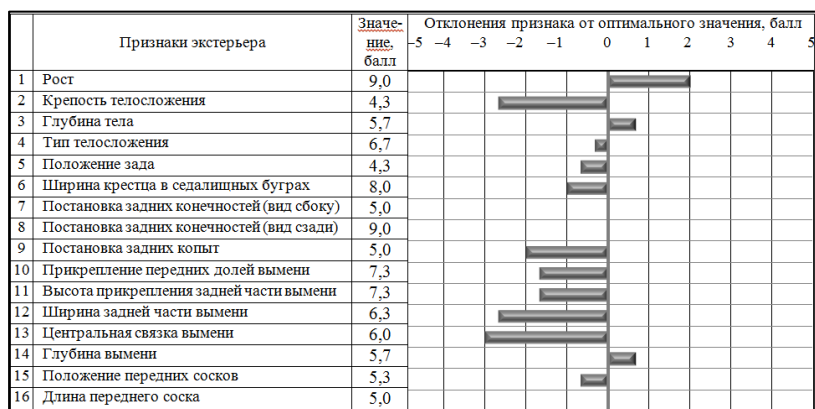 Признаки экстерьера
Значе-
ние,
балл
Отклонения признака от оптимального значения, балл
–5 –4 –3 –2 –1 0 1 2 3 4 5
1 Рост 9,0
2 Крепость телосложения 4,3
3 Глубина тела 5,7
4 Тип телосложения 6,7
5 Положение зада 4,3
6 Ширина крестца в седалищных буграх 8,0
7 Постановка задних конечностей (вид сбоку) 5,0
8 Постановка задних конечностей (вид сзади) 9,0
9 Постановка задних копыт 5,0
10 Прикрепление передних долей вымени 7,3
11 Высота прикрепления задней части вымени 7,3
12 Ширина задней части вымени 6,3
13 Центральная связка вымени 6,0
14 Глубина вымени 5,7
15 Положение передних сосков 5,3
16 Длина переднего соска 5,0